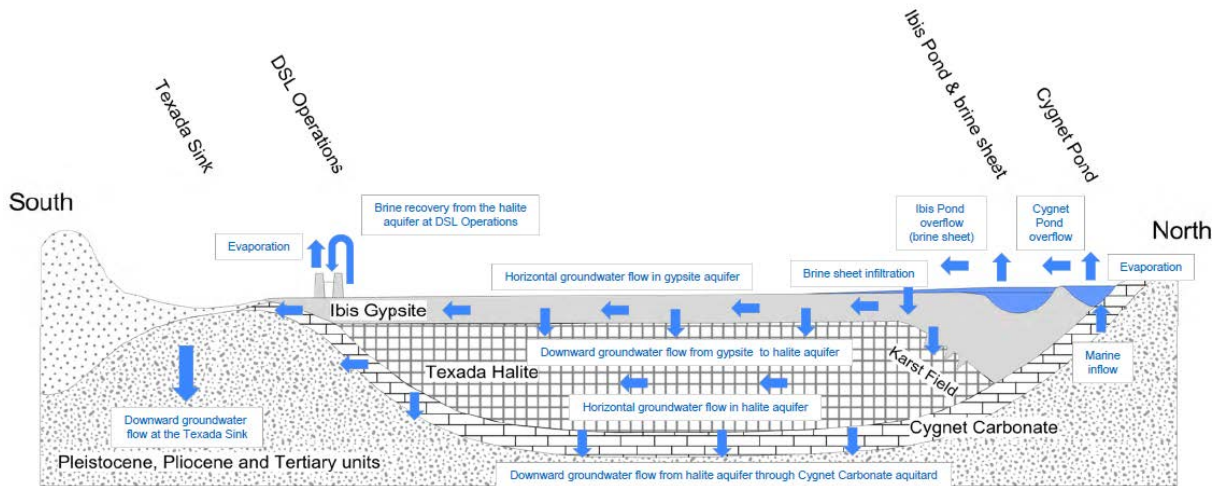 Texada Sink
DSL Operations
Ibis Pond & brine sheet
Cygnet Pond
South
North
Brine recovery from the halite
aquifer at DSL Operations
Ibis Pond
overflow
(brine sheet)
Cygnet
Pond
overflow
Evaporation
Evaporation
Horizontal groundwater flow in gypsite aquifer
Brine sheet infiltration
Ibis Gypsite
Downward groundwater flow from gypsite to halite aquifer
Marine
inflow
Karst Field
Texada Halite
Horizontal groundwater flow in halite aquifer
Downward groundwater
flow at the Texada Sink
Cygnet Carbonate
Pleistocene, Pliocene and Tertiary units
Downward groundwater flow from halite aquifer through Cygnet Carbonate aquitard